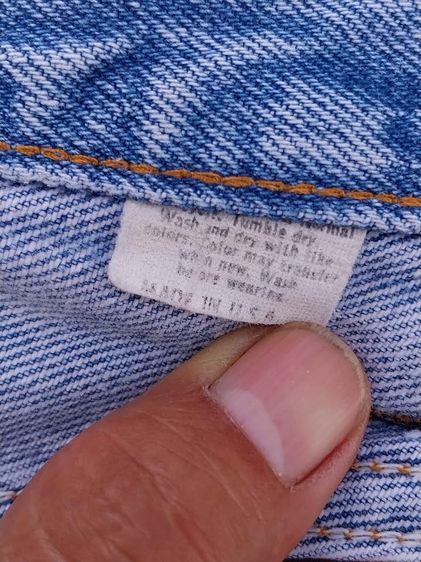 Tumble dry normal
Wash and dry with like
colors. Color may transfer
when new. Wash
before wearing
MADE IN U S A